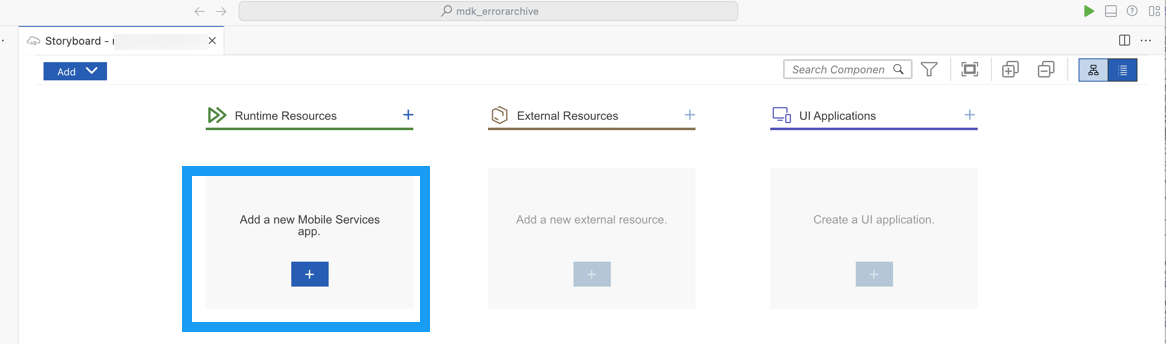 mdk_errorarchive
Storyboard -
Add
Search Componen
Runtime Resources
External Resources
UI Applications
Add a new Mobile Services
app.
Add a new external resource.
Create a UI application.